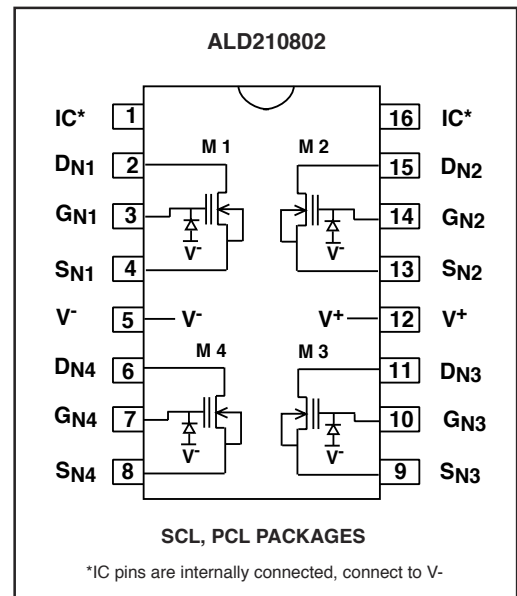 ALD210802
IC* 1 16 IC*
M 1 M 2
DN1 2 15 DN2
GN1 3 14 GN2
V- V-
SN1 4 13 SN2
V- 5 V- V+ 12 V+
M 4 M 3
DN4 6 11 DN3
GN4 7 10 GN3
V- V-
SN4 8 9 SN3
SCL, PCL PACKAGES
*IC pins are internally connected, connect to V-